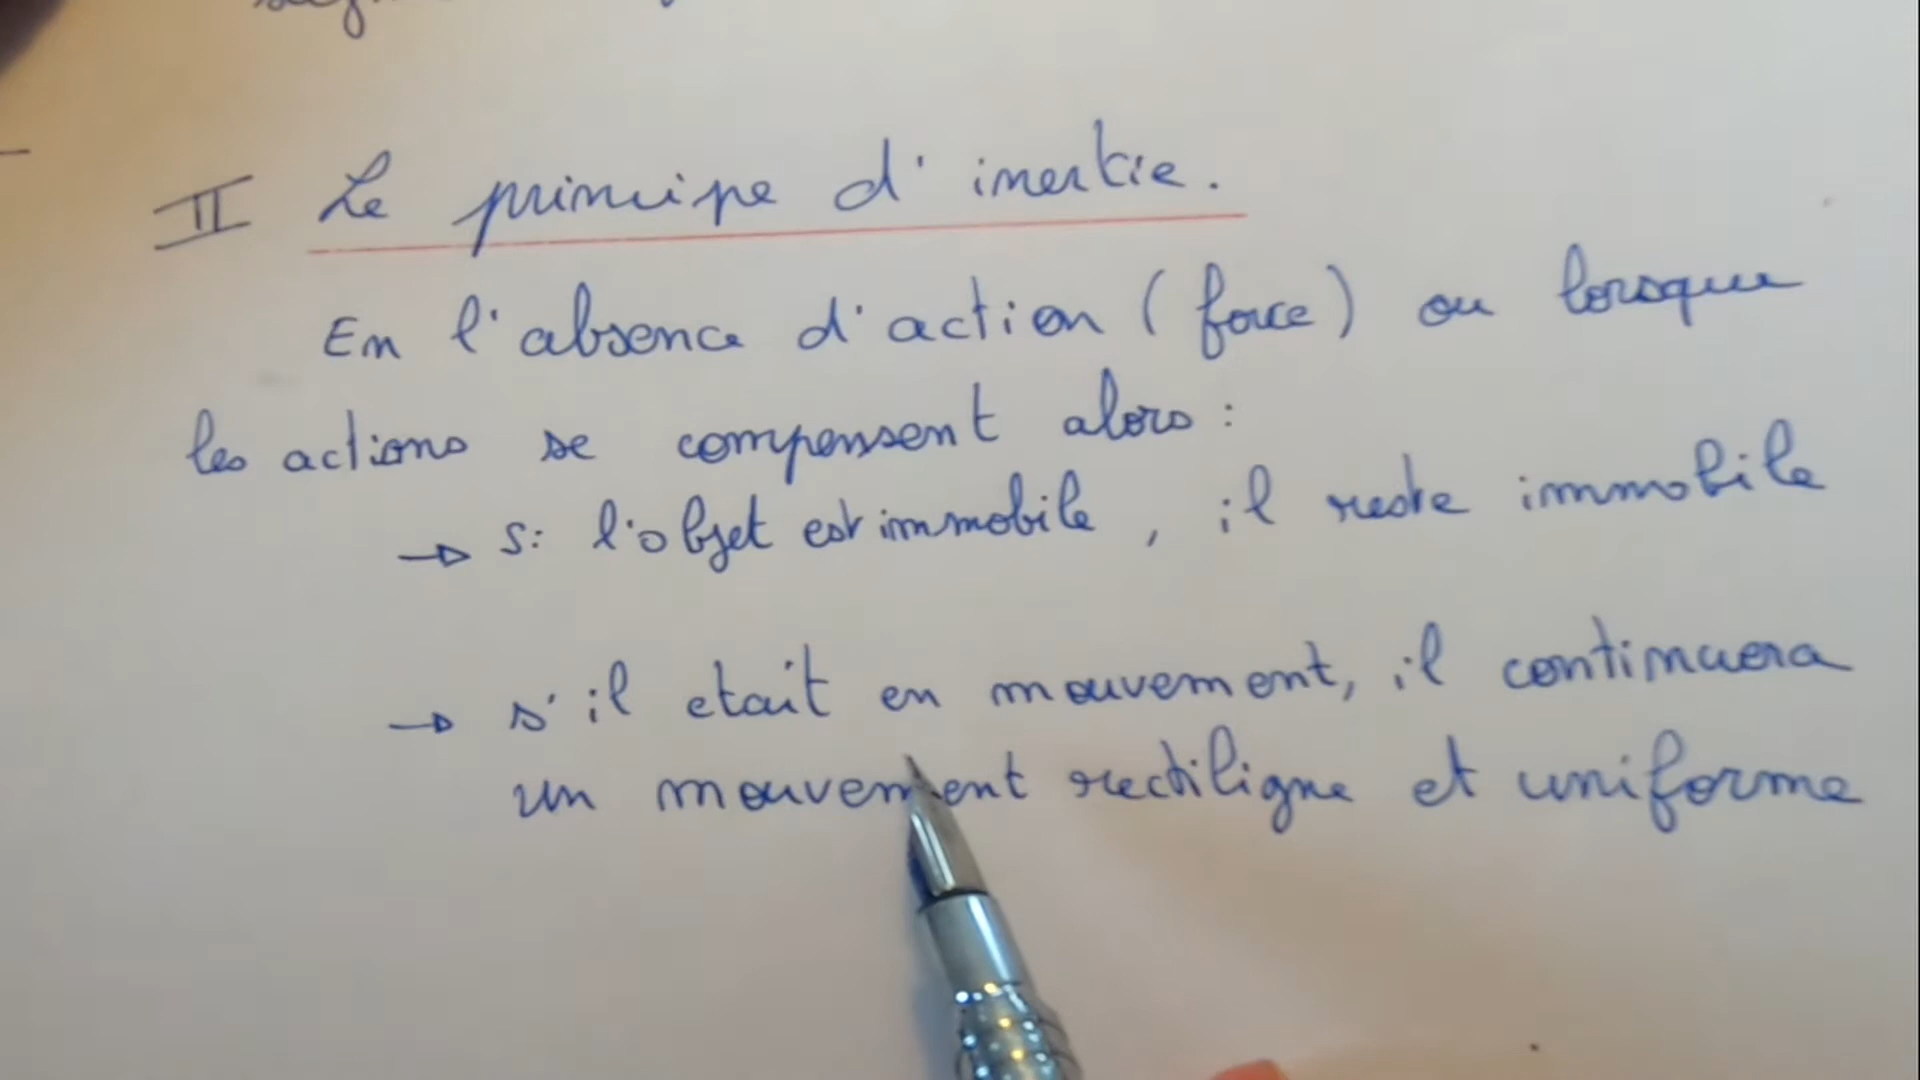 II Le principe d'inertie.
En l'absence d'action (force) ou lorsque
les actions se compensent alors :
→ si l'objet est immobile, il reste immobile
→ s'il etait en mouvement, il continuera
un mouvement rectiligne et uniforme